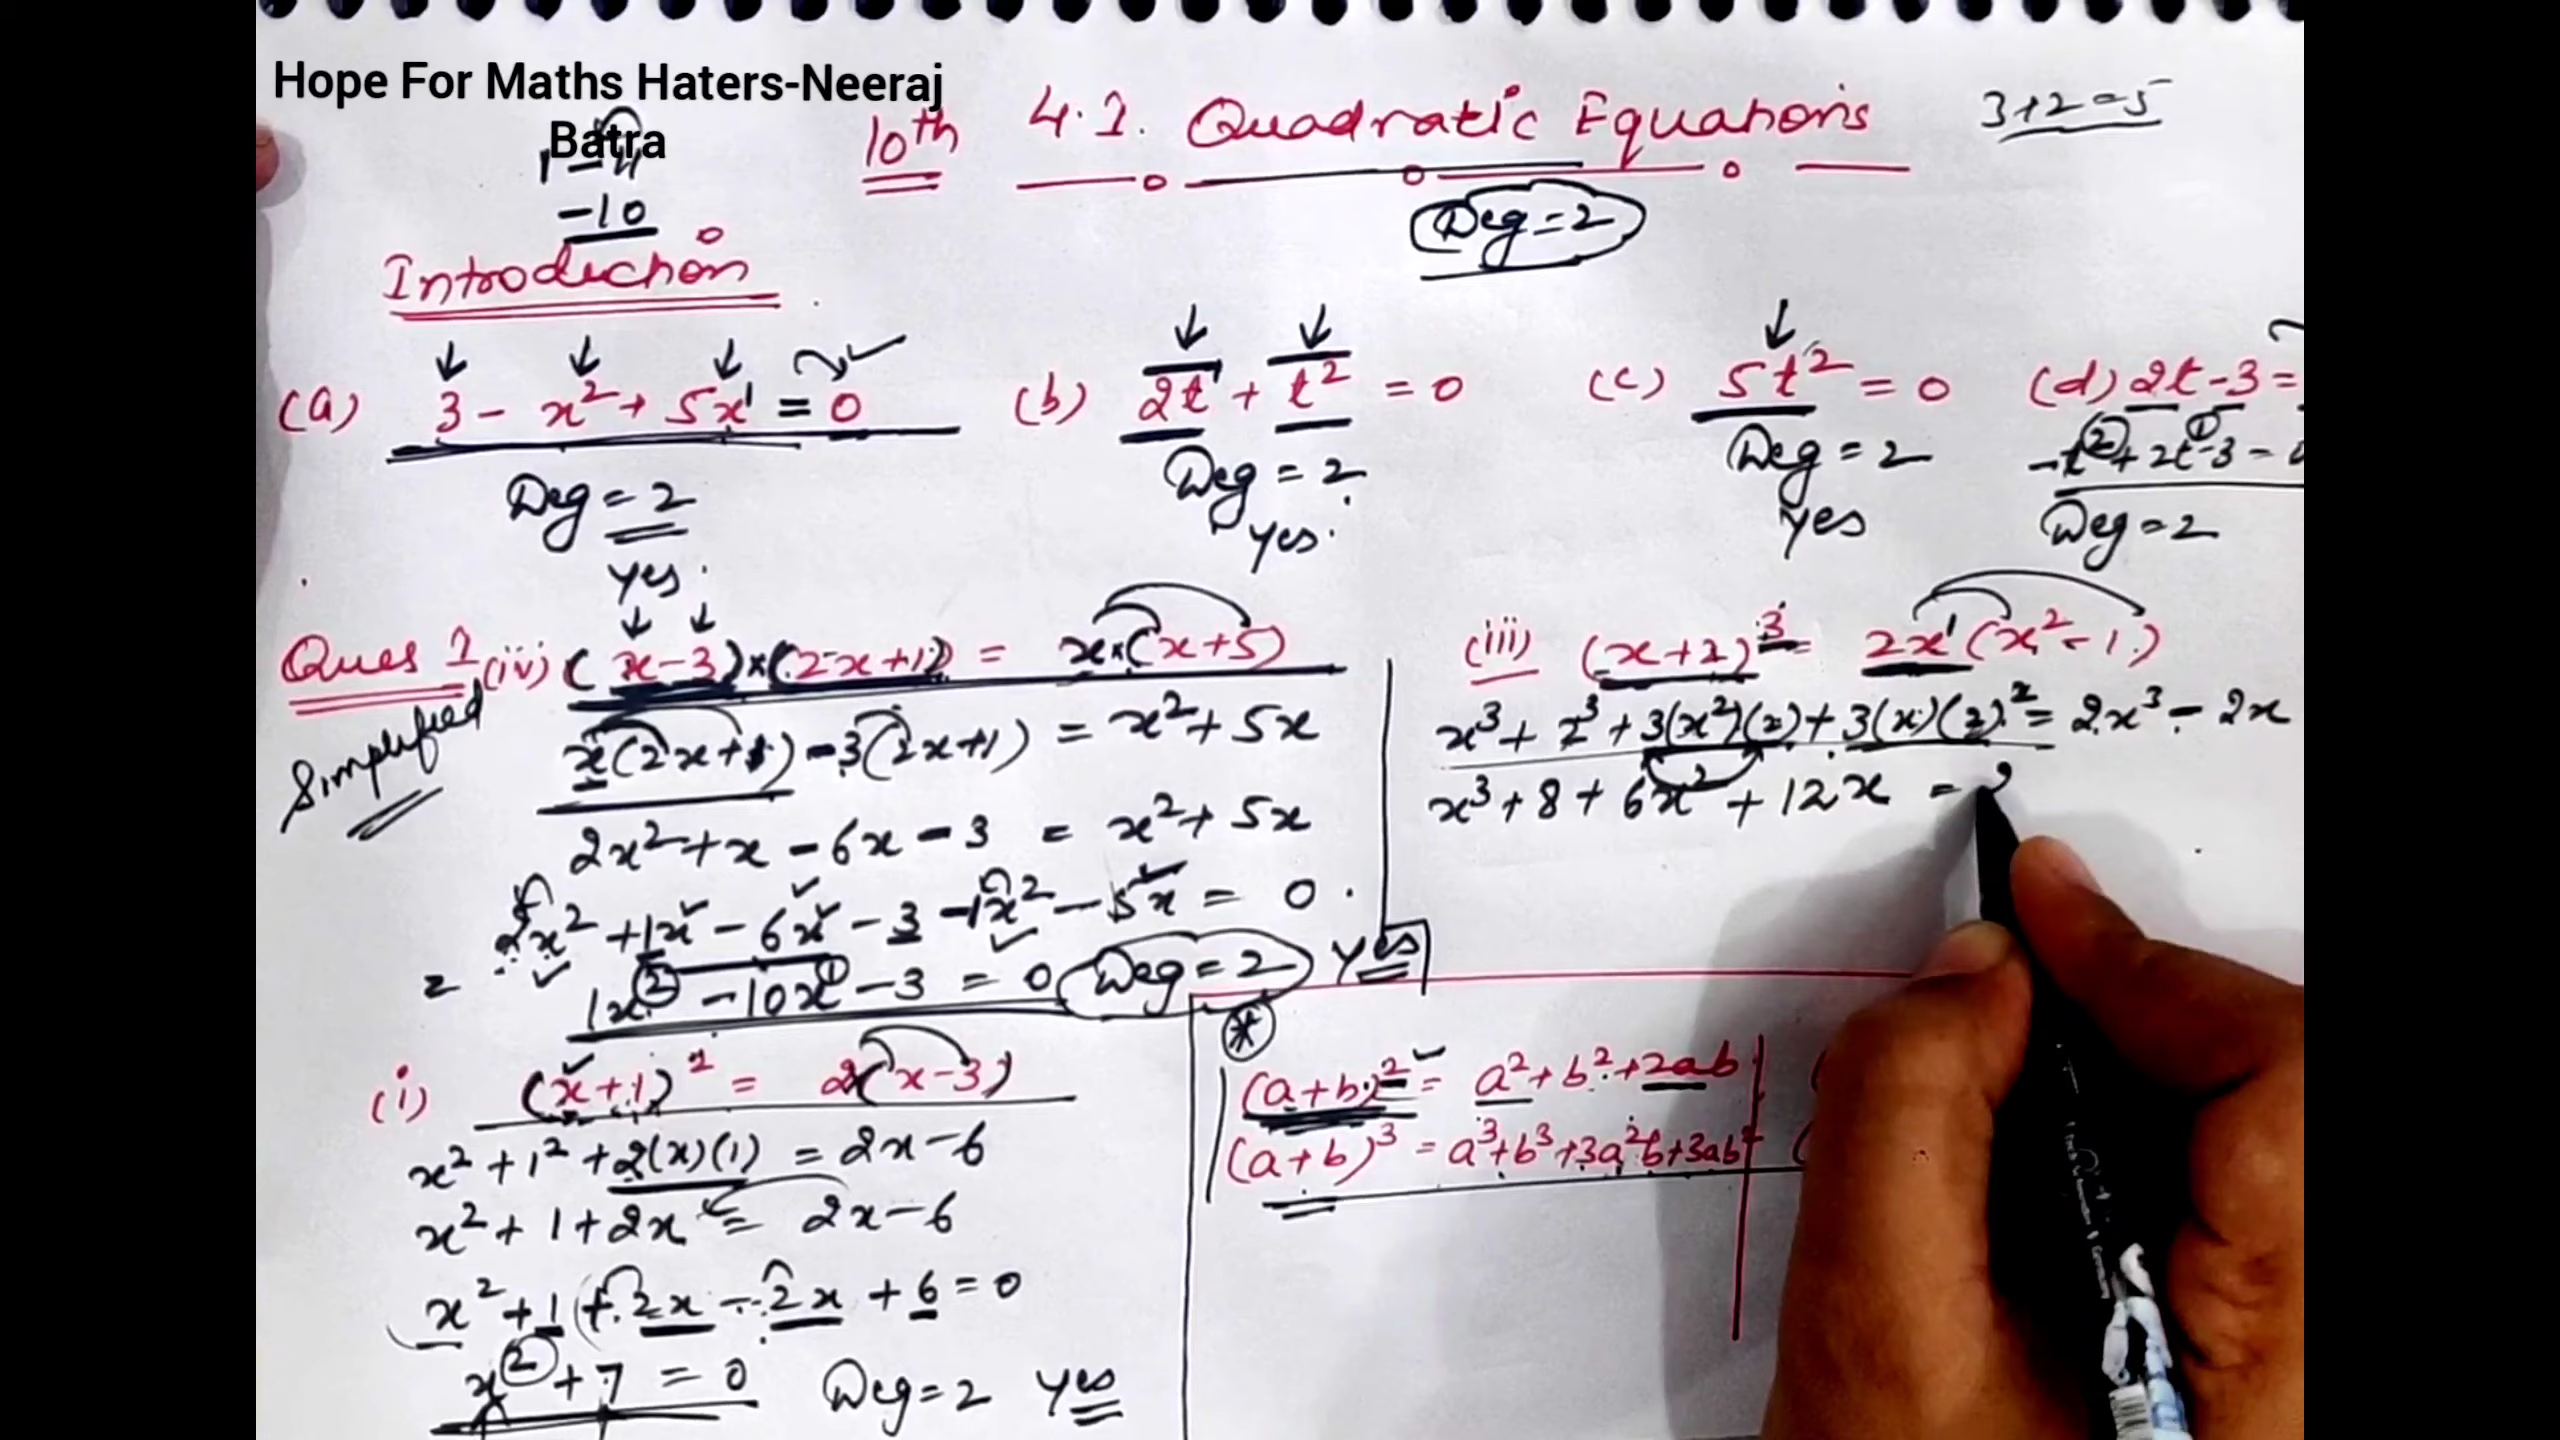 Hope For Maths Haters-Neeraj
Batra
10th 4.1. Quadratic Equations
3+2=5
-10
Deg=2
Introduction
(a) 3 - x² + 5x¹ = 0
Deg = 2
yes.
(b) 2t + t² = 0
Deg = 2
yes.
(c) 5t² = 0
Deg = 2
yes
(d) 2t-3=
-t²+2t¹-3=
Deg=2
Ques 1 (iv) (x-3)×(2x+1) = x×(x+5)
Simplified
x(2x+1)-3(2x+1) = x²+5x
2x²+x-6x-3 = x²+5x
2x²+1x-6x-3-1x²-5x = 0.
= 1x²-10x¹-3 = 0 Deg=2 Yes
(iii) (x+2)³ = 2x¹(x²-1)
x³+2³+3(x²)(2)+3(x)(2)² = 2x³-2x
x³+8+6x²+12x =
(i) (x+1)² = 2(x-3)
x²+1²+2(x)(1) = 2x-6
x²+1+2x = 2x-6
x²+1+2x-2x+6=0
x²+7=0 Deg=2 Yes
*
(a+b)² = a²+b²+2ab
(a+b)³ = a³+b³+3a²b+3ab²